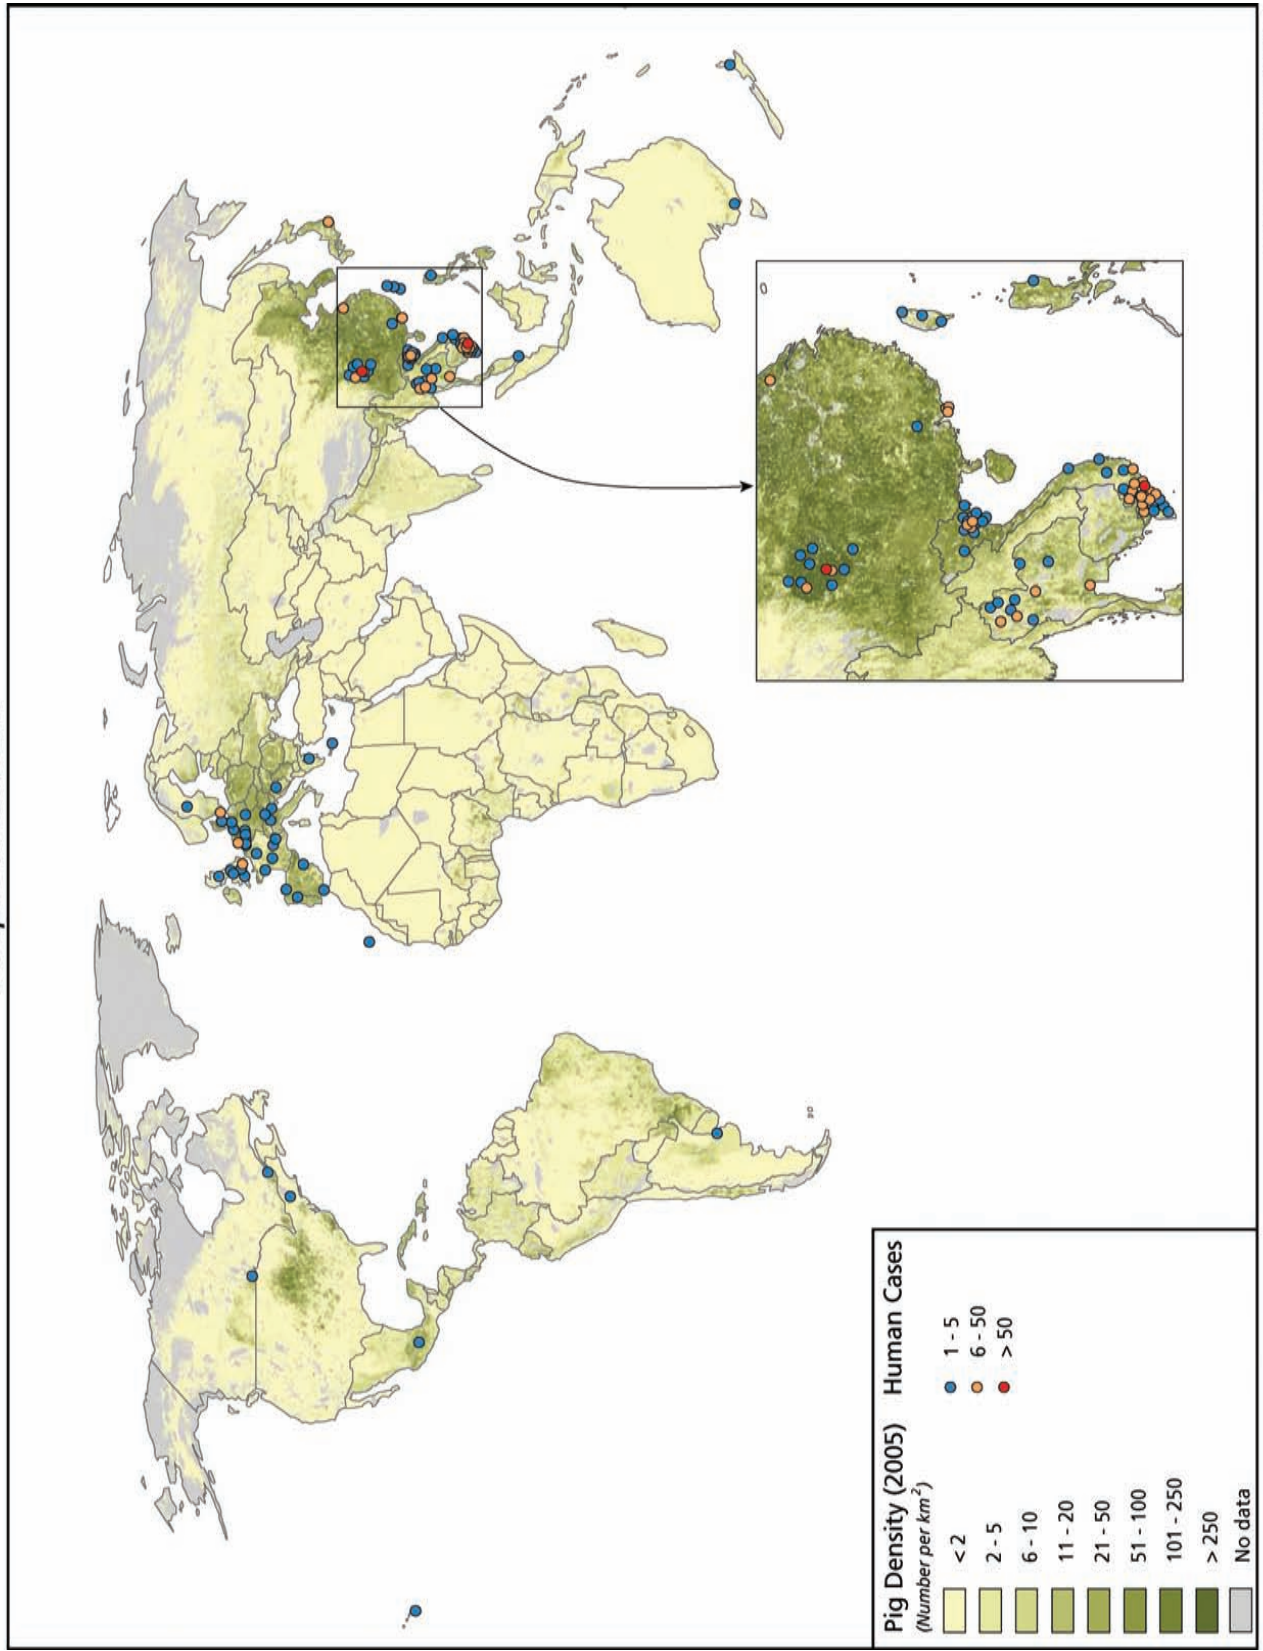 Pig Density (2005)
(Number per km²)
< 2
2 - 5
6 - 10
11 - 20
21 - 50
51 - 100
101 - 250
> 250
No data
Human Cases
1 - 5
6 - 50
> 50